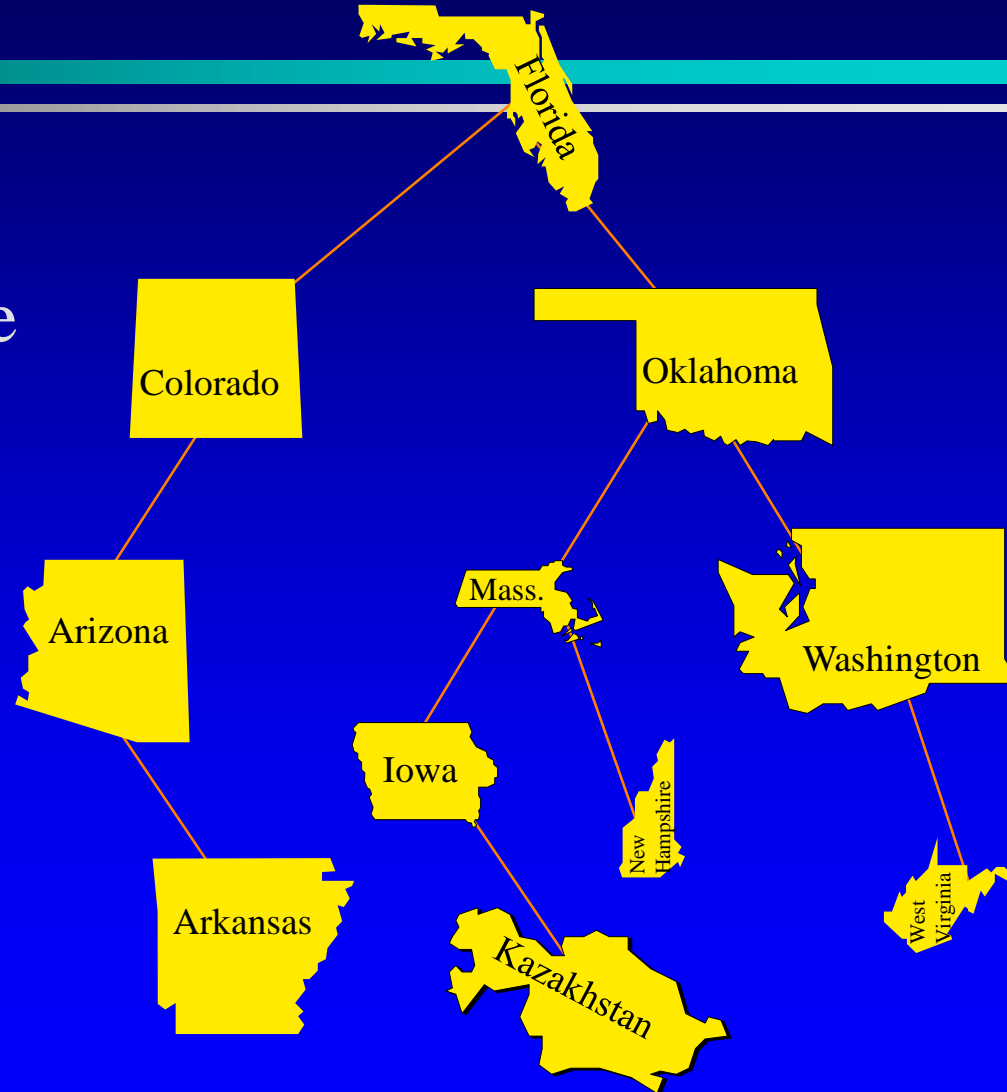 Florida
e
Colorado
Oklahoma
Mass.
Arizona
Washington
Iowa
New
Hampshire
West
Virginia
Arkansas
Kazakhstan